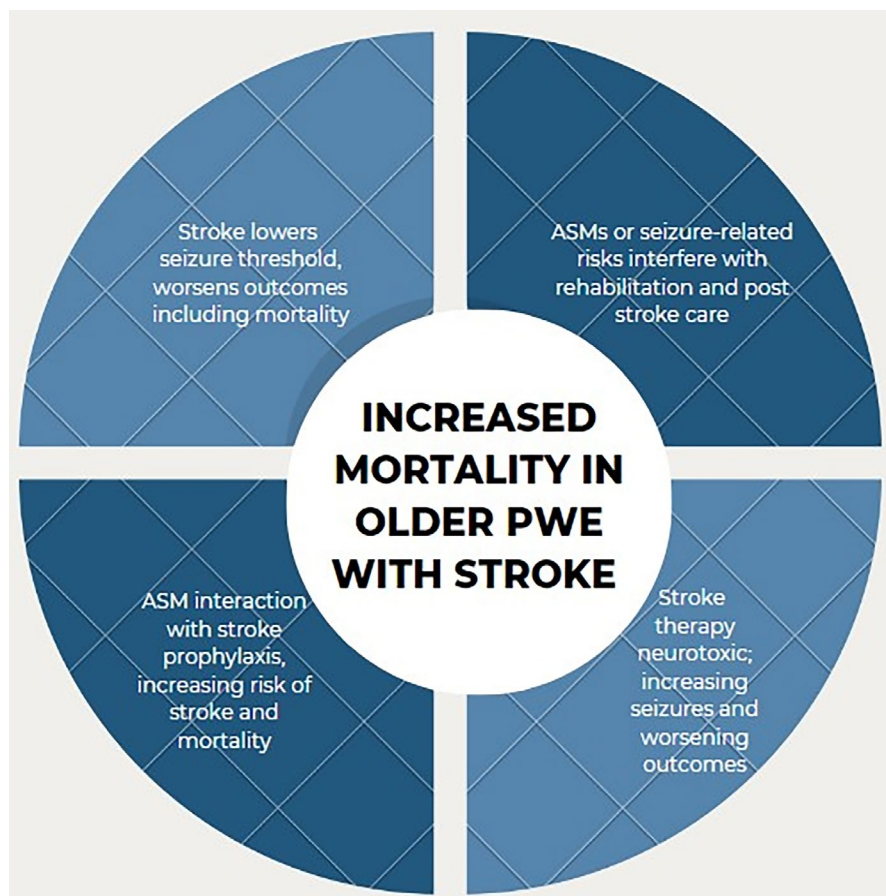 Stroke lowers
seizure threshold,
worsens outcomes
including mortality
ASMs or seizure-related
risks interfere with
rehabilitation and post
stroke care
INCREASED
MORTALITY IN
OLDER PWE
WITH STROKE
ASM interaction
with stroke
prophylaxis,
increasing risk of
stroke and
mortality
Stroke
therapy
neurotoxic;
increasing
seizures and
worsening
outcomes